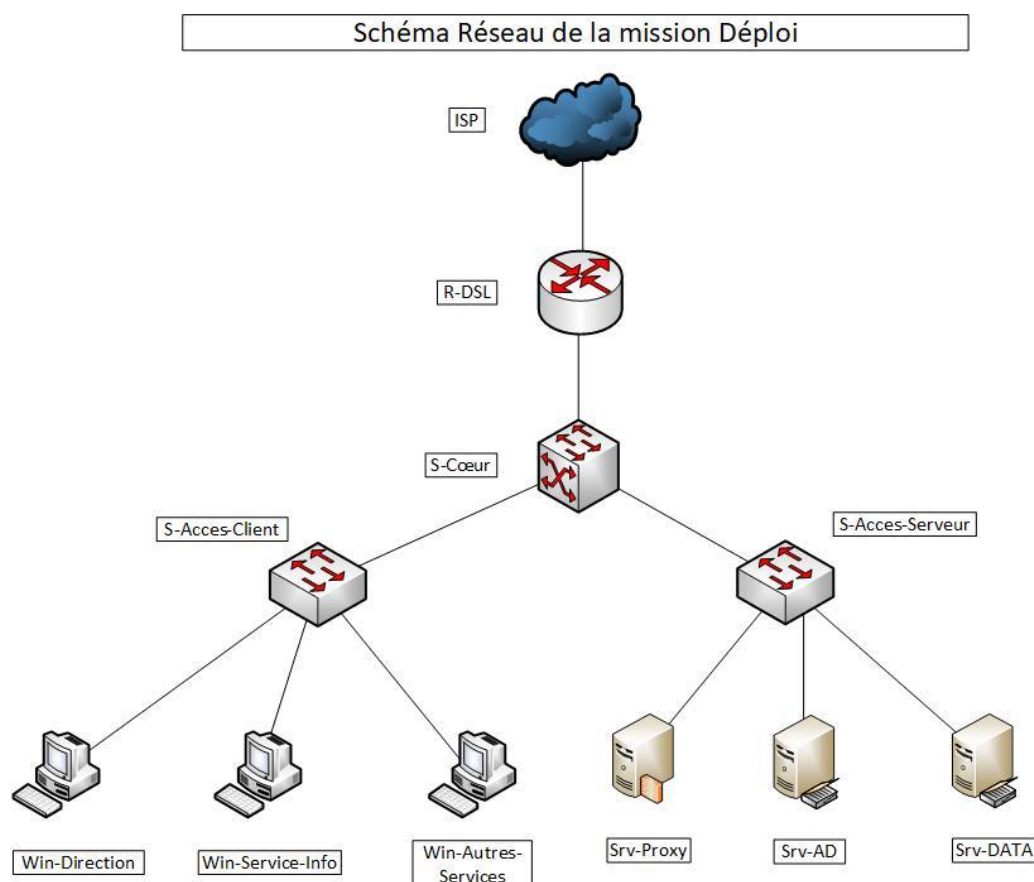 Schéma Réseau de la mission Déploi
ISP
R-DSL
S-Cœur
S-Acces-Client
S-Acces-Serveur
Win-Direction
Win-Service-Info
Win-Autres-
Services
Srv-Proxy
Srv-AD
Srv-DATA